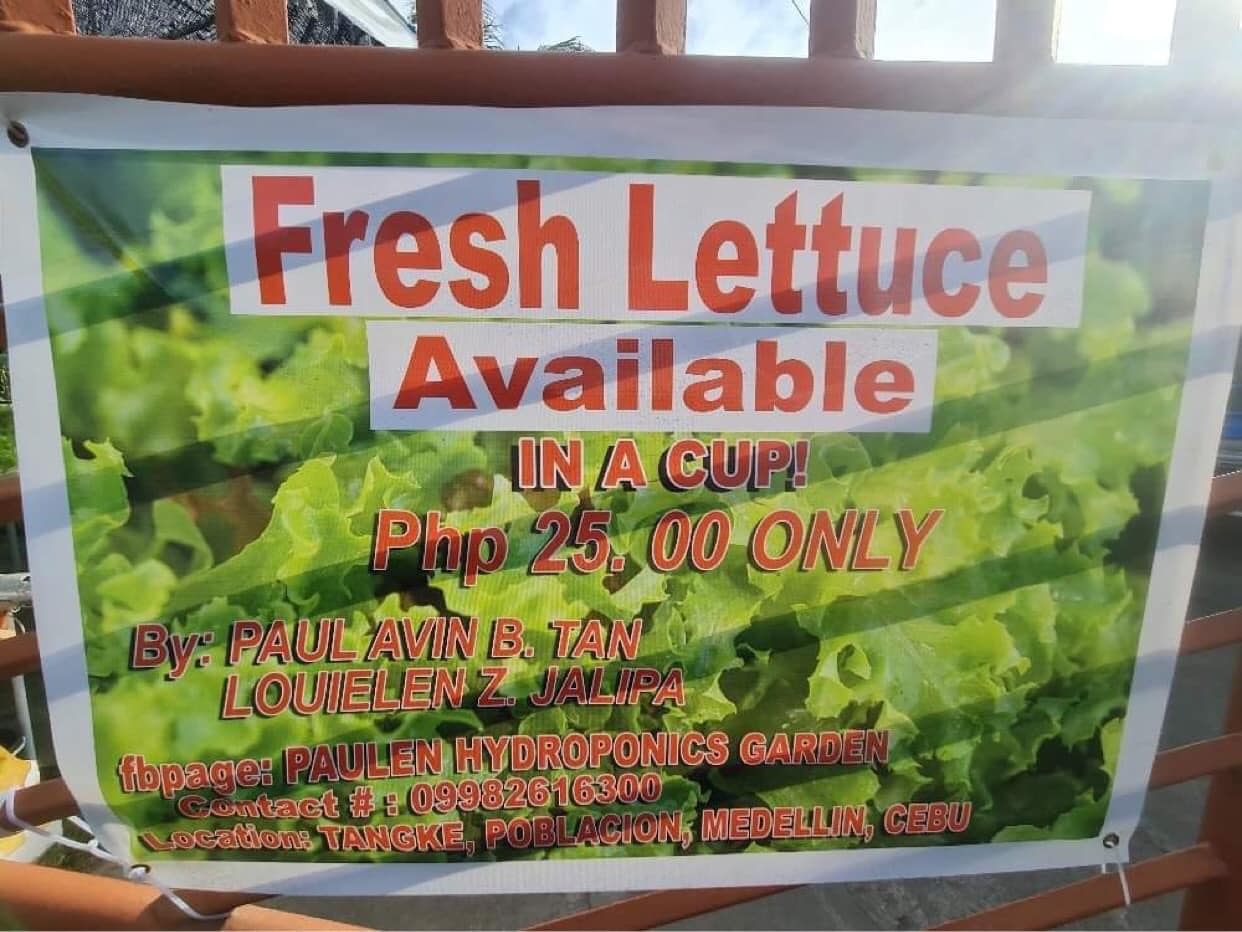 Fresh Lettuce
Available
IN A CUP!
Php 25. 00 ONLY
By: PAUL AVIN B. TAN
LOUIELEN Z. JALIPA
fbpage: PAULEN HYDROPONICS GARDEN
Contact # : 09982616300
Location: TANGKE, POBLACION, MEDELLIN, CEBU